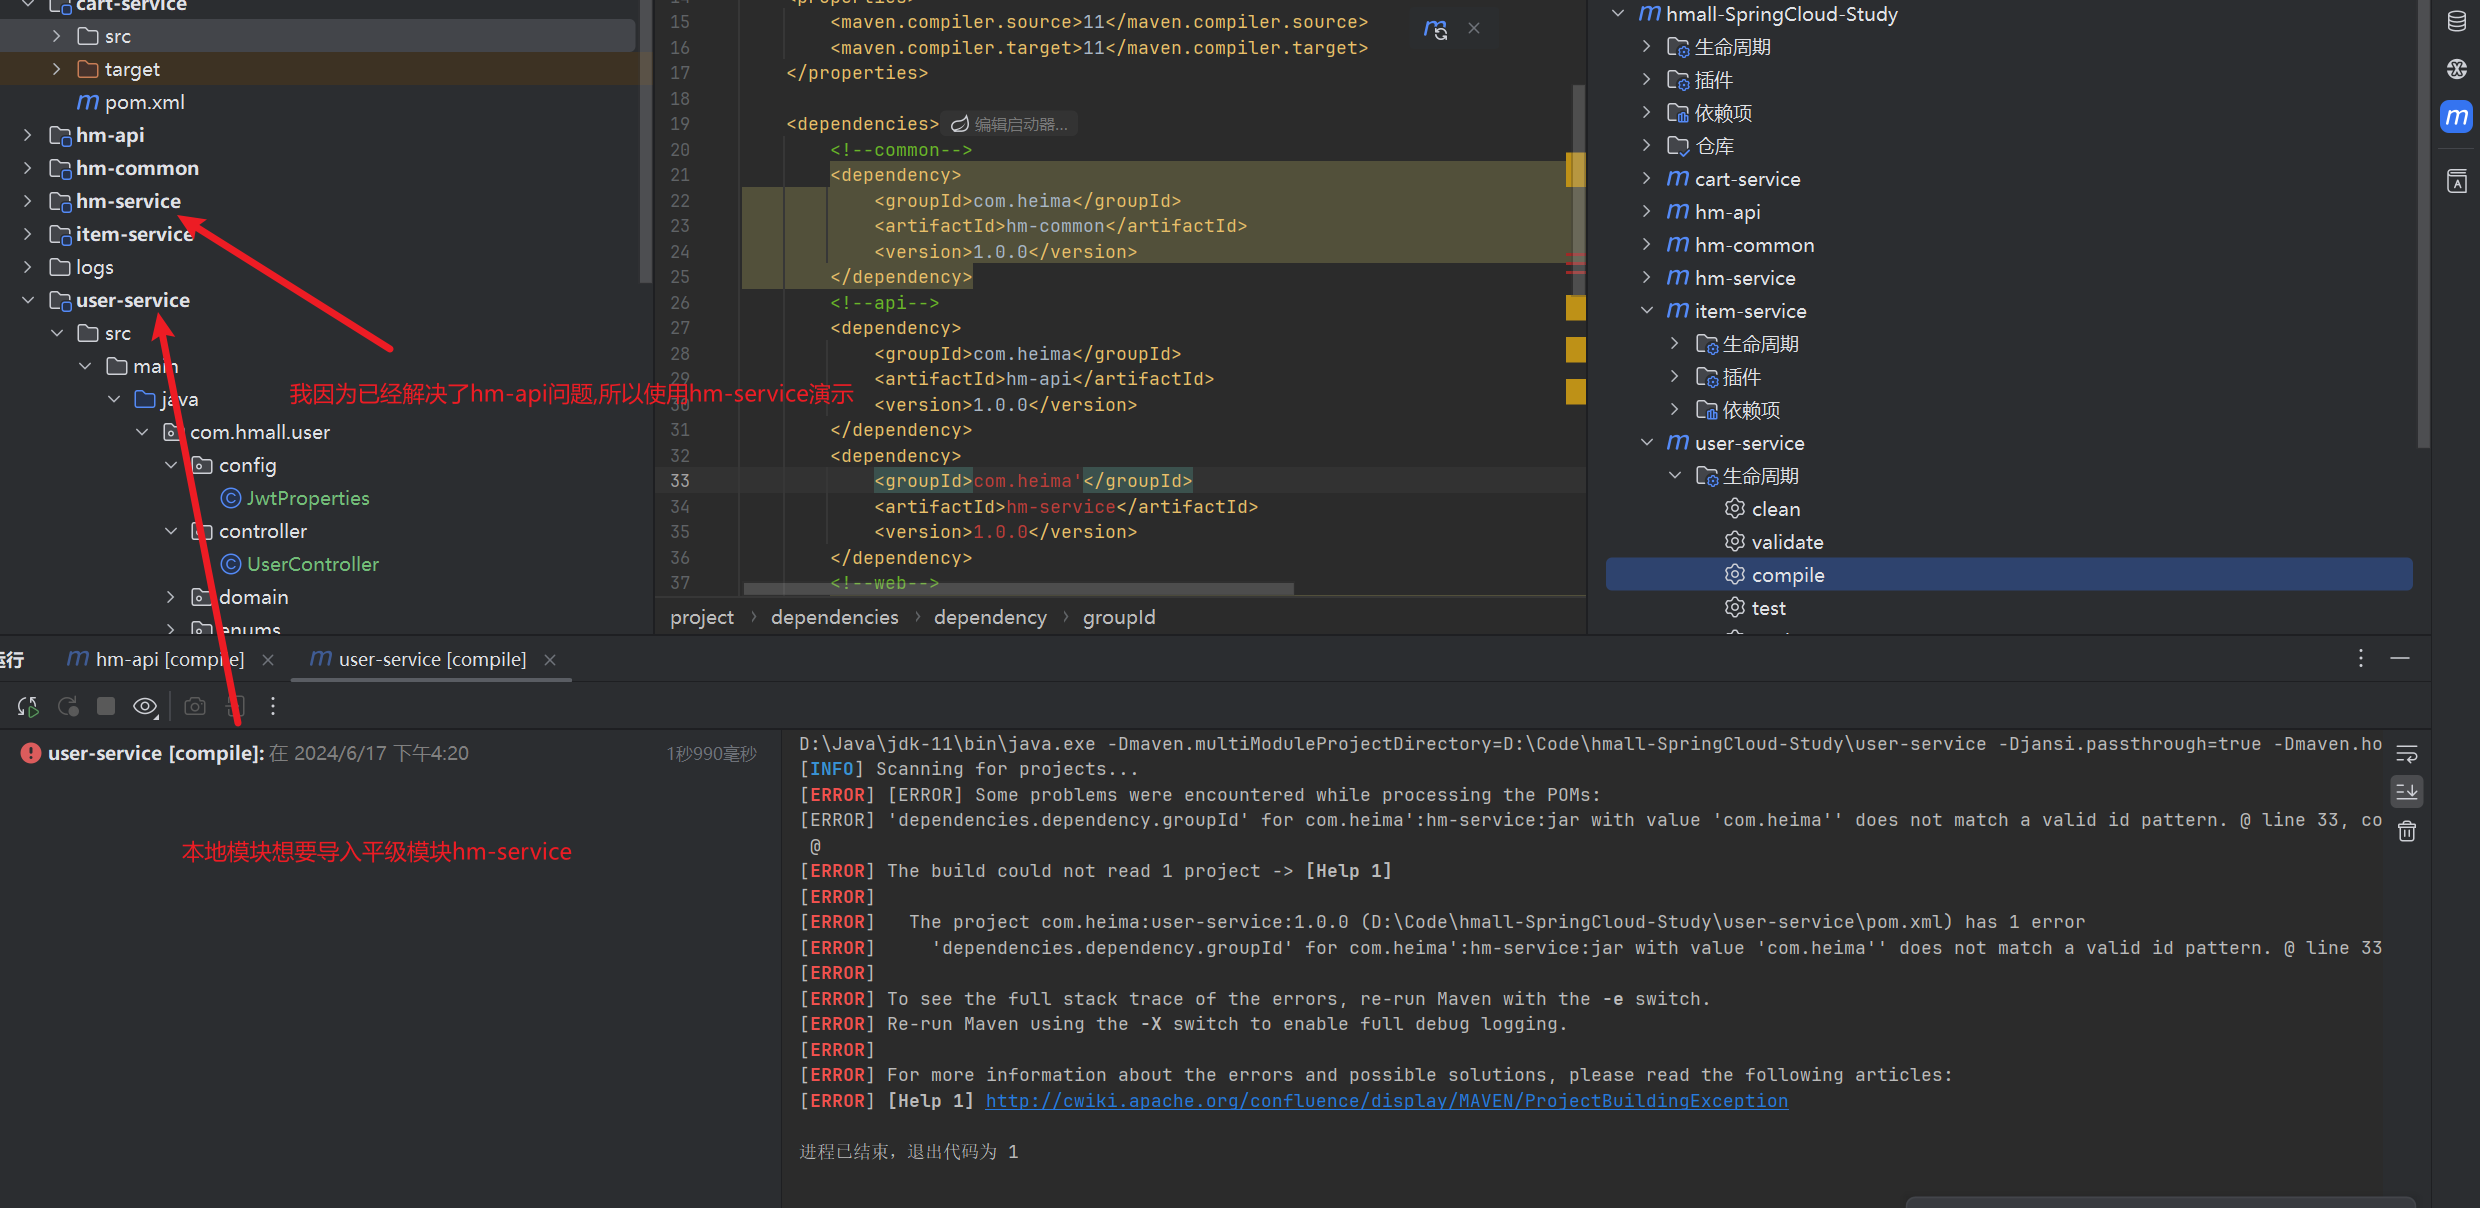 cart-service
src
target
pom.xml
hm-api
hm-common
hm-service
item-service
logs
user-service
src
main
java
com.hmall.user
config
JwtProperties
controller
UserController
domain
enums
14 <properties>
15 <maven.compiler.source>11</maven.compiler.source>
16 <maven.compiler.target>11</maven.compiler.target>
17 </properties>
18
19 <dependencies> 编辑启动器...
20 <!--common-->
21 <dependency>
22 <groupId>com.heima</groupId>
23 <artifactId>hm-common</artifactId>
24 <version>1.0.0</version>
25 </dependency>
26 <!--api-->
27 <dependency>
28 <groupId>com.heima</groupId>
29 <artifactId>hm-api</artifactId>
30 <version>1.0.0</version>
31 </dependency>
32 <dependency>
33 <groupId>com.heima'</groupId>
34 <artifactId>hm-service</artifactId>
35 <version>1.0.0</version>
36 </dependency>
37 <!--web-->
project › dependencies › dependency › groupId
我因为已经解决了hm-api问题,所以使用hm-service演示
hmall-SpringCloud-Study
生命周期
插件
依赖项
仓库
cart-service
hm-api
hm-common
hm-service
item-service
生命周期
插件
依赖项
user-service
生命周期
clean
validate
compile
test
运行 hm-api [compile] user-service [compile]
user-service [compile]: 在 2024/6/17 下午4:20 1秒990毫秒
本地模块想要导入平级模块hm-service
D:\Java\jdk-11\bin\java.exe -Dmaven.multiModuleProjectDirectory=D:\Code\hmall-SpringCloud-Study\user-service -Djansi.passthrough=true -Dmaven.ho
[INFO] Scanning for projects...
[ERROR] [ERROR] Some problems were encountered while processing the POMs:
[ERROR] 'dependencies.dependency.groupId' for com.heima':hm-service:jar with value 'com.heima'' does not match a valid id pattern. @ line 33, co
@
[ERROR] The build could not read 1 project -> [Help 1]
[ERROR]
[ERROR]   The project com.heima:user-service:1.0.0 (D:\Code\hmall-SpringCloud-Study\user-service\pom.xml) has 1 error
[ERROR]     'dependencies.dependency.groupId' for com.heima':hm-service:jar with value 'com.heima'' does not match a valid id pattern. @ line 33
[ERROR]
[ERROR] To see the full stack trace of the errors, re-run Maven with the -e switch.
[ERROR] Re-run Maven using the -X switch to enable full debug logging.
[ERROR]
[ERROR] For more information about the errors and possible solutions, please read the following articles:
[ERROR] [Help 1] http://cwiki.apache.org/confluence/display/MAVEN/ProjectBuildingException
进程已结束，退出代码为 1